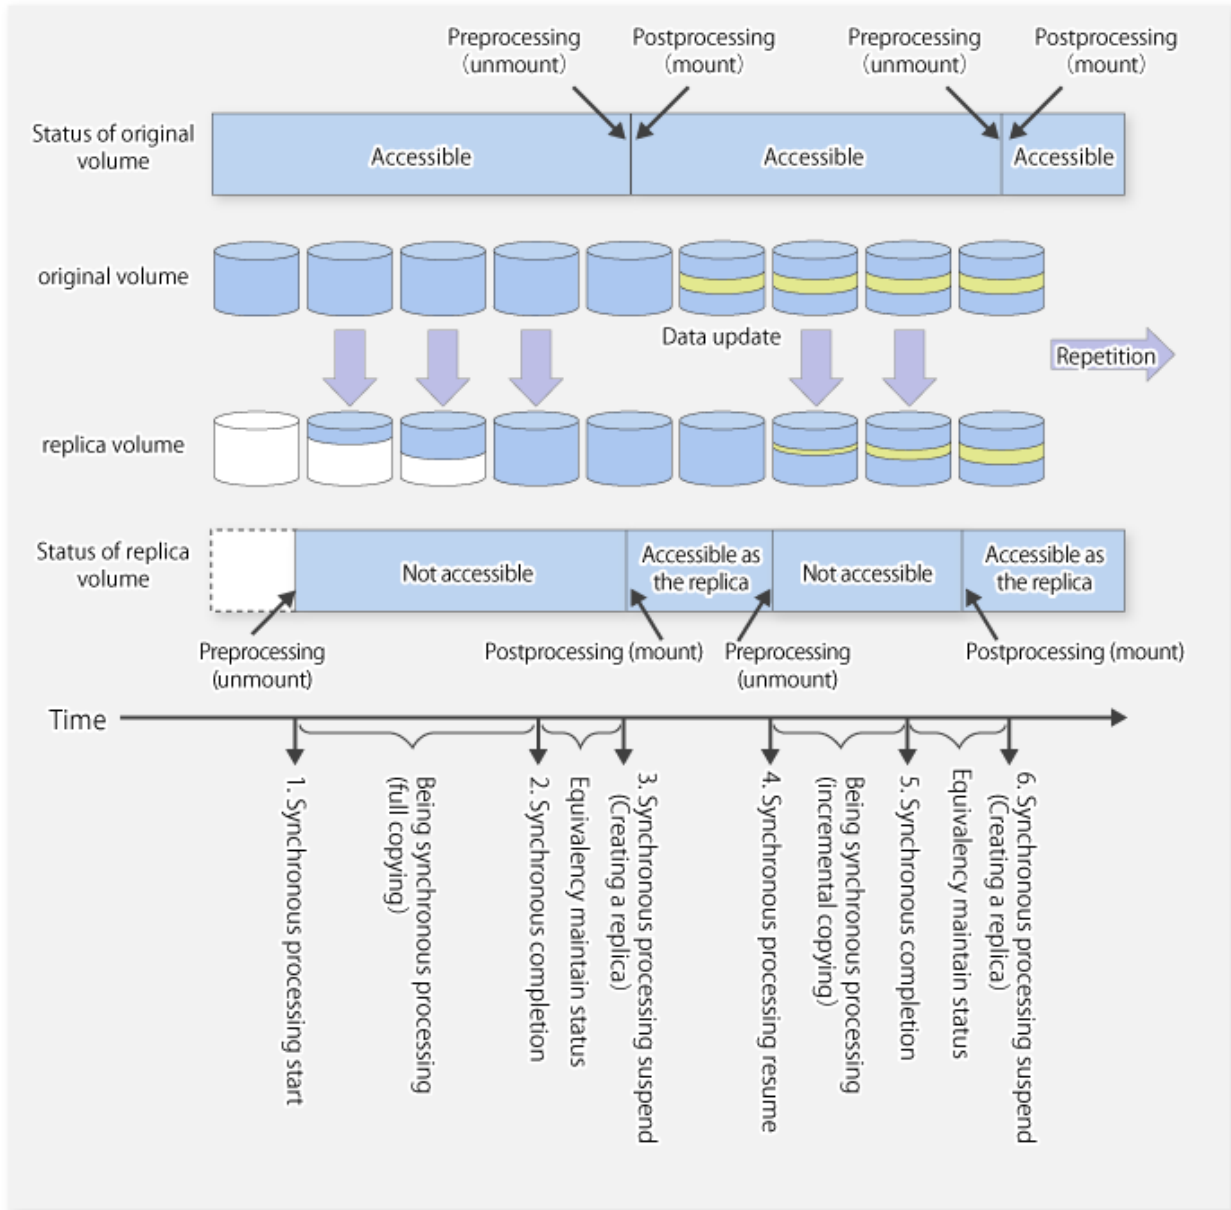 Preprocessing
(unmount)
Postprocessing
(mount)
Preprocessing
(unmount)
Postprocessing
(mount)
Status of original
volume
Accessible
Accessible
Accessible
original volume
Data update
Repetition
replica volume
Status of replica
volume
Not accessible
Accessible as
the replica
Not accessible
Accessible as
the replica
Preprocessing
(unmount)
Postprocessing (mount)
Preprocessing
(unmount)
Postprocessing (mount)
Time
1. Synchronous processing start
Being synchronous processing
(full copying)
2. Synchronous completion
Equivalency maintain status
3. Synchronous processing suspend
(Creating a replica)
4. Synchronous processing resume
Being synchronous processing
(incremental copying)
5. Synchronous completion
Equivalency maintain status
6. Synchronous processing suspend
(Creating a replica)